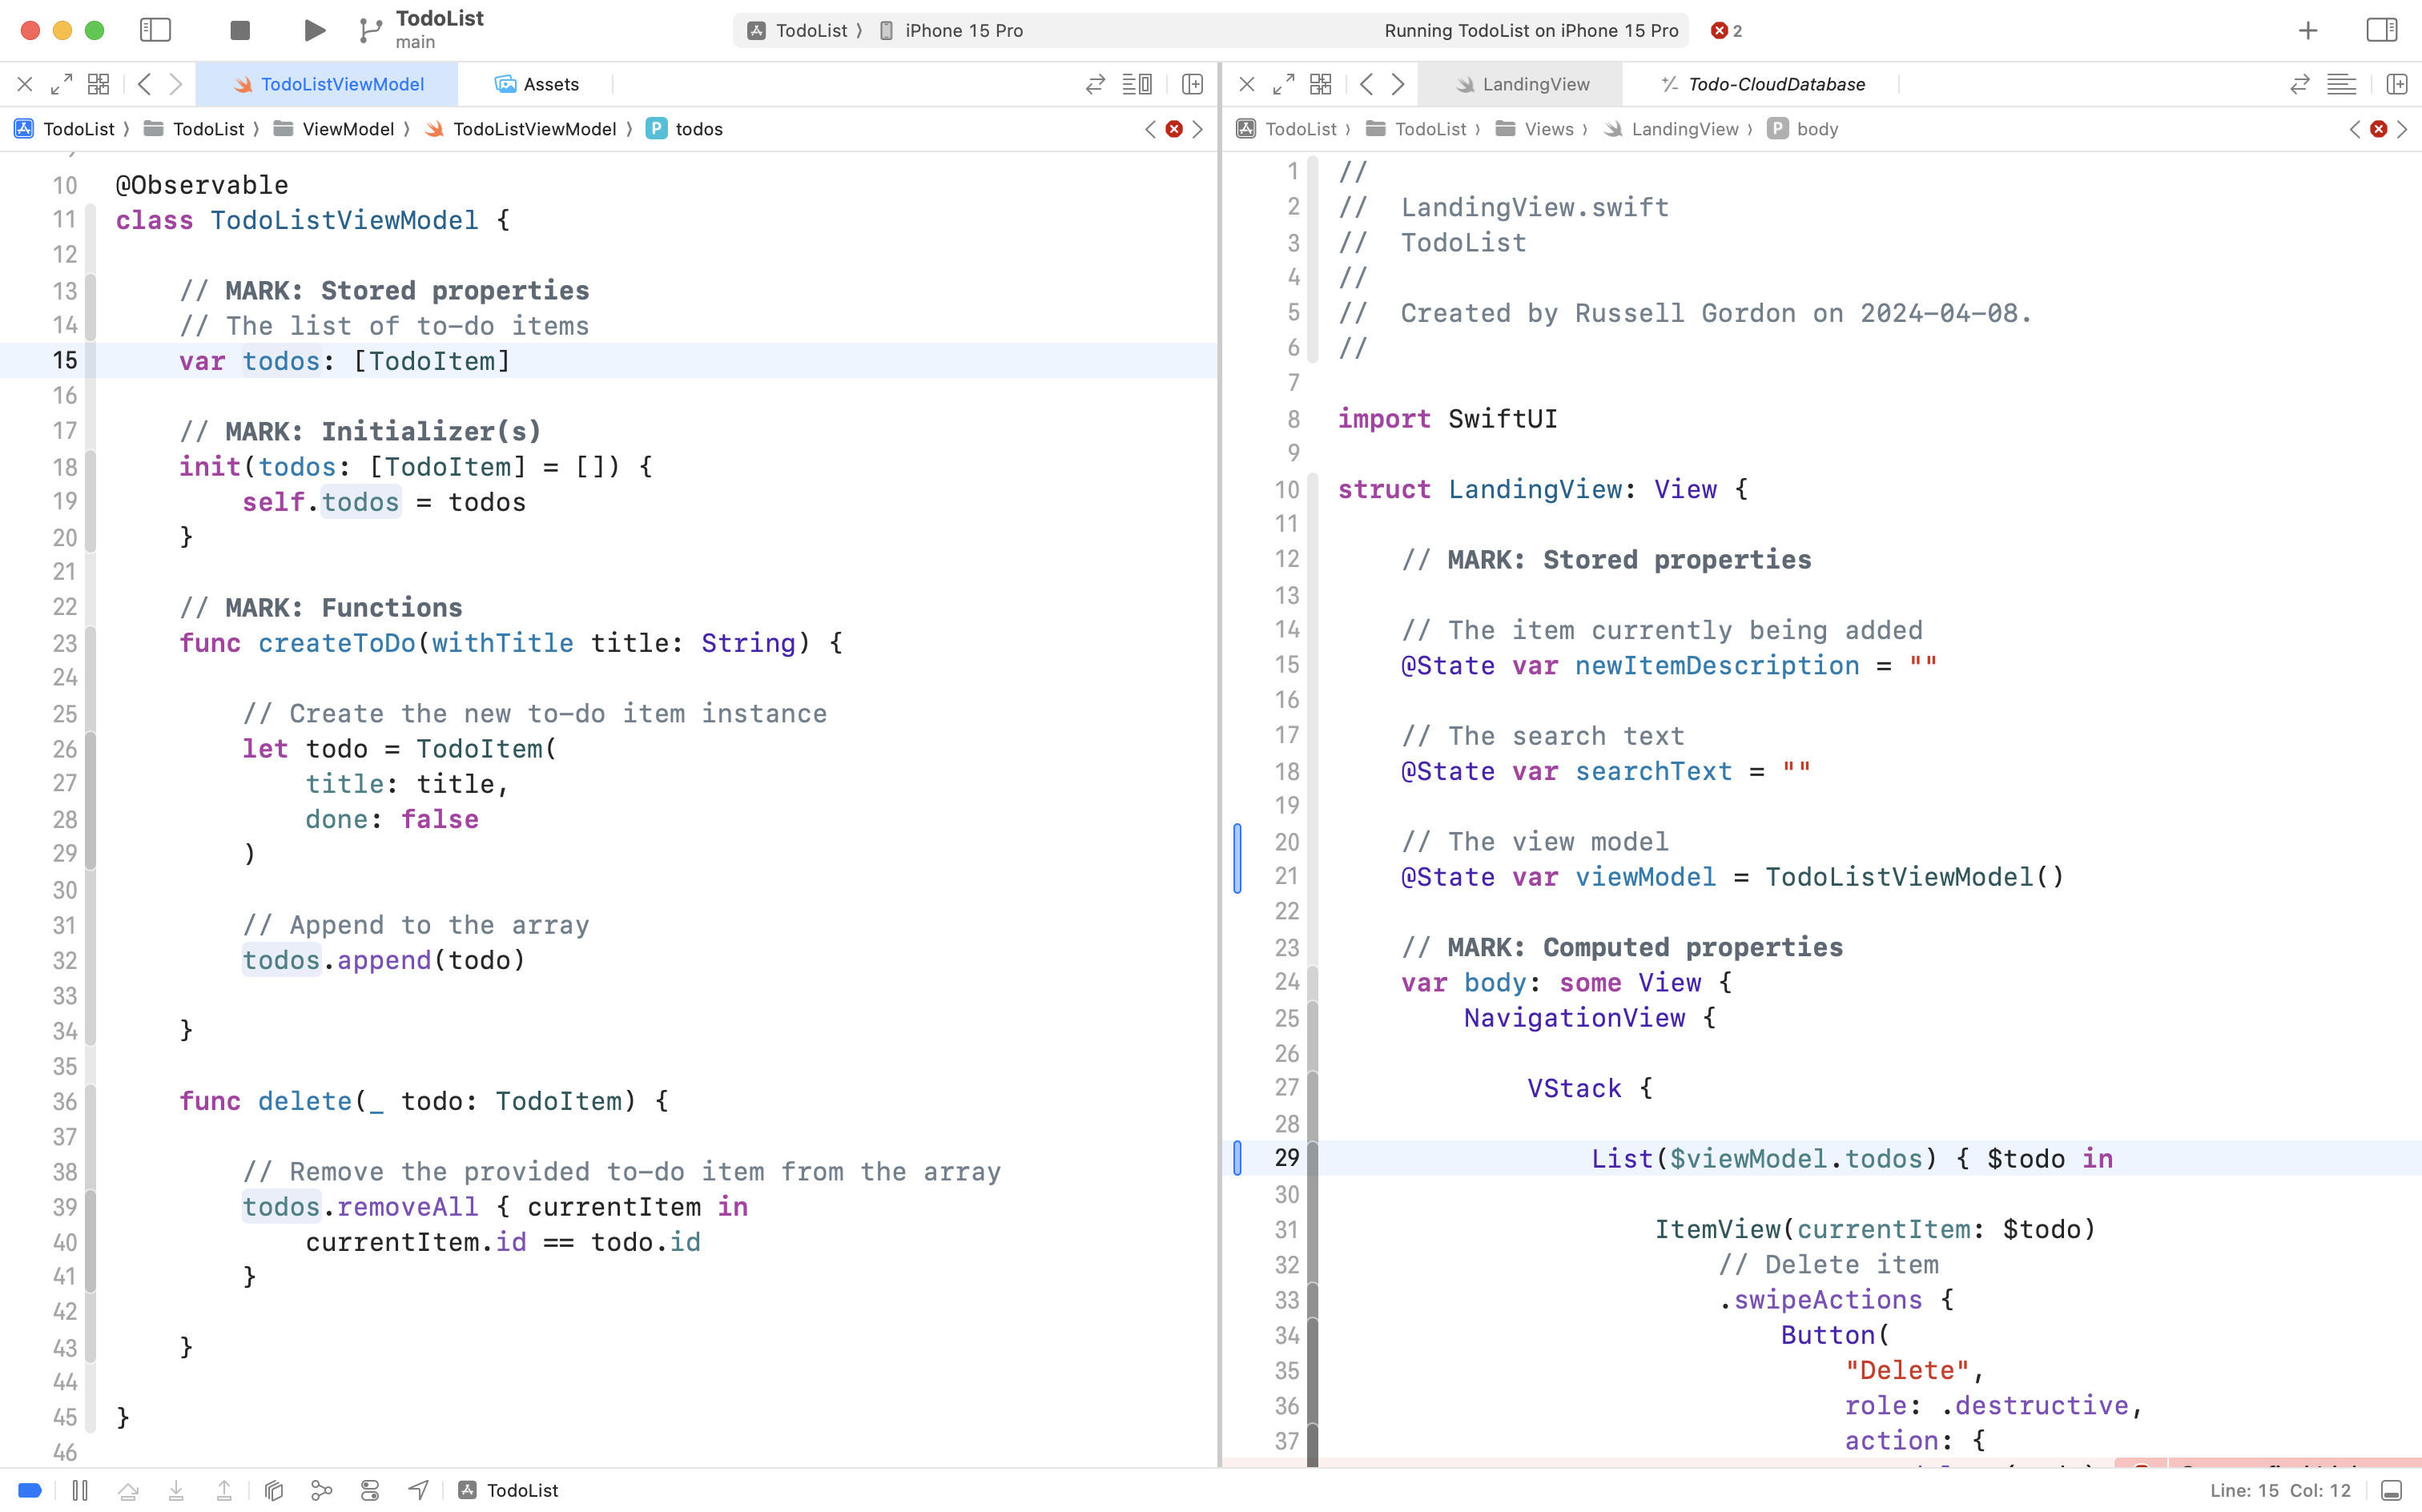 TodoList
main
TodoList 〉 iPhone 15 Pro
Running TodoList on iPhone 15 Pro
2
TodoListViewModel
Assets
TodoList 〉 TodoList 〉 ViewModel 〉 TodoListViewModel 〉 P todos
10 @Observable
11 class TodoListViewModel {
12
13 // MARK: Stored properties
14 // The list of to-do items
15 var todos: [TodoItem]
16
17 // MARK: Initializer(s)
18 init(todos: [TodoItem] = []) {
19 self.todos = todos
20 }
21
22 // MARK: Functions
23 func createToDo(withTitle title: String) {
24
25 // Create the new to-do item instance
26 let todo = TodoItem(
27 title: title,
28 done: false
29 )
30
31 // Append to the array
32 todos.append(todo)
33
34 }
35
36 func delete(_ todo: TodoItem) {
37
38 // Remove the provided to-do item from the array
39 todos.removeAll { currentItem in
40 currentItem.id == todo.id
41 }
42
43 }
44
45 }
46
LandingView
Todo-CloudDatabase
TodoList 〉 TodoList 〉 Views 〉 LandingView 〉 P body
1 //
2 // LandingView.swift
3 // TodoList
4 //
5 // Created by Russell Gordon on 2024-04-08.
6 //
7
8 import SwiftUI
9
10 struct LandingView: View {
11
12 // MARK: Stored properties
13
14 // The item currently being added
15 @State var newItemDescription = ""
16
17 // The search text
18 @State var searchText = ""
19
20 // The view model
21 @State var viewModel = TodoListViewModel()
22
23 // MARK: Computed properties
24 var body: some View {
25 NavigationView {
26
27 VStack {
28
29 List($viewModel.todos) { $todo in
30
31 ItemView(currentItem: $todo)
32 // Delete item
33 .swipeActions {
34 Button(
35 "Delete",
36 role: .destructive,
37 action: {
TodoList
Line: 15 Col: 12